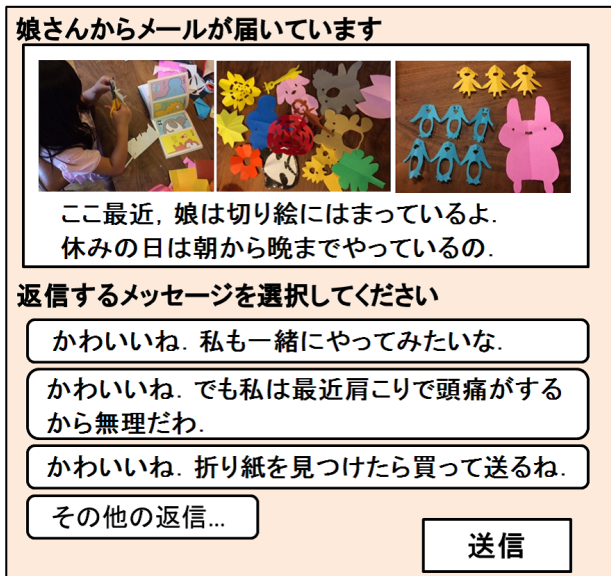 娘さんからメールが届いています
ここ最近，娘は切り絵にはまっているよ．
休みの日は朝から晩までやっているの．
返信するメッセージを選択してください
かわいいね．私も一緒にやってみたいな．
かわいいね．でも私は最近肩こりで頭痛がする
から無理だわ．
かわいいね．折り紙を見つけたら買って送るね．
その他の返信...
送信